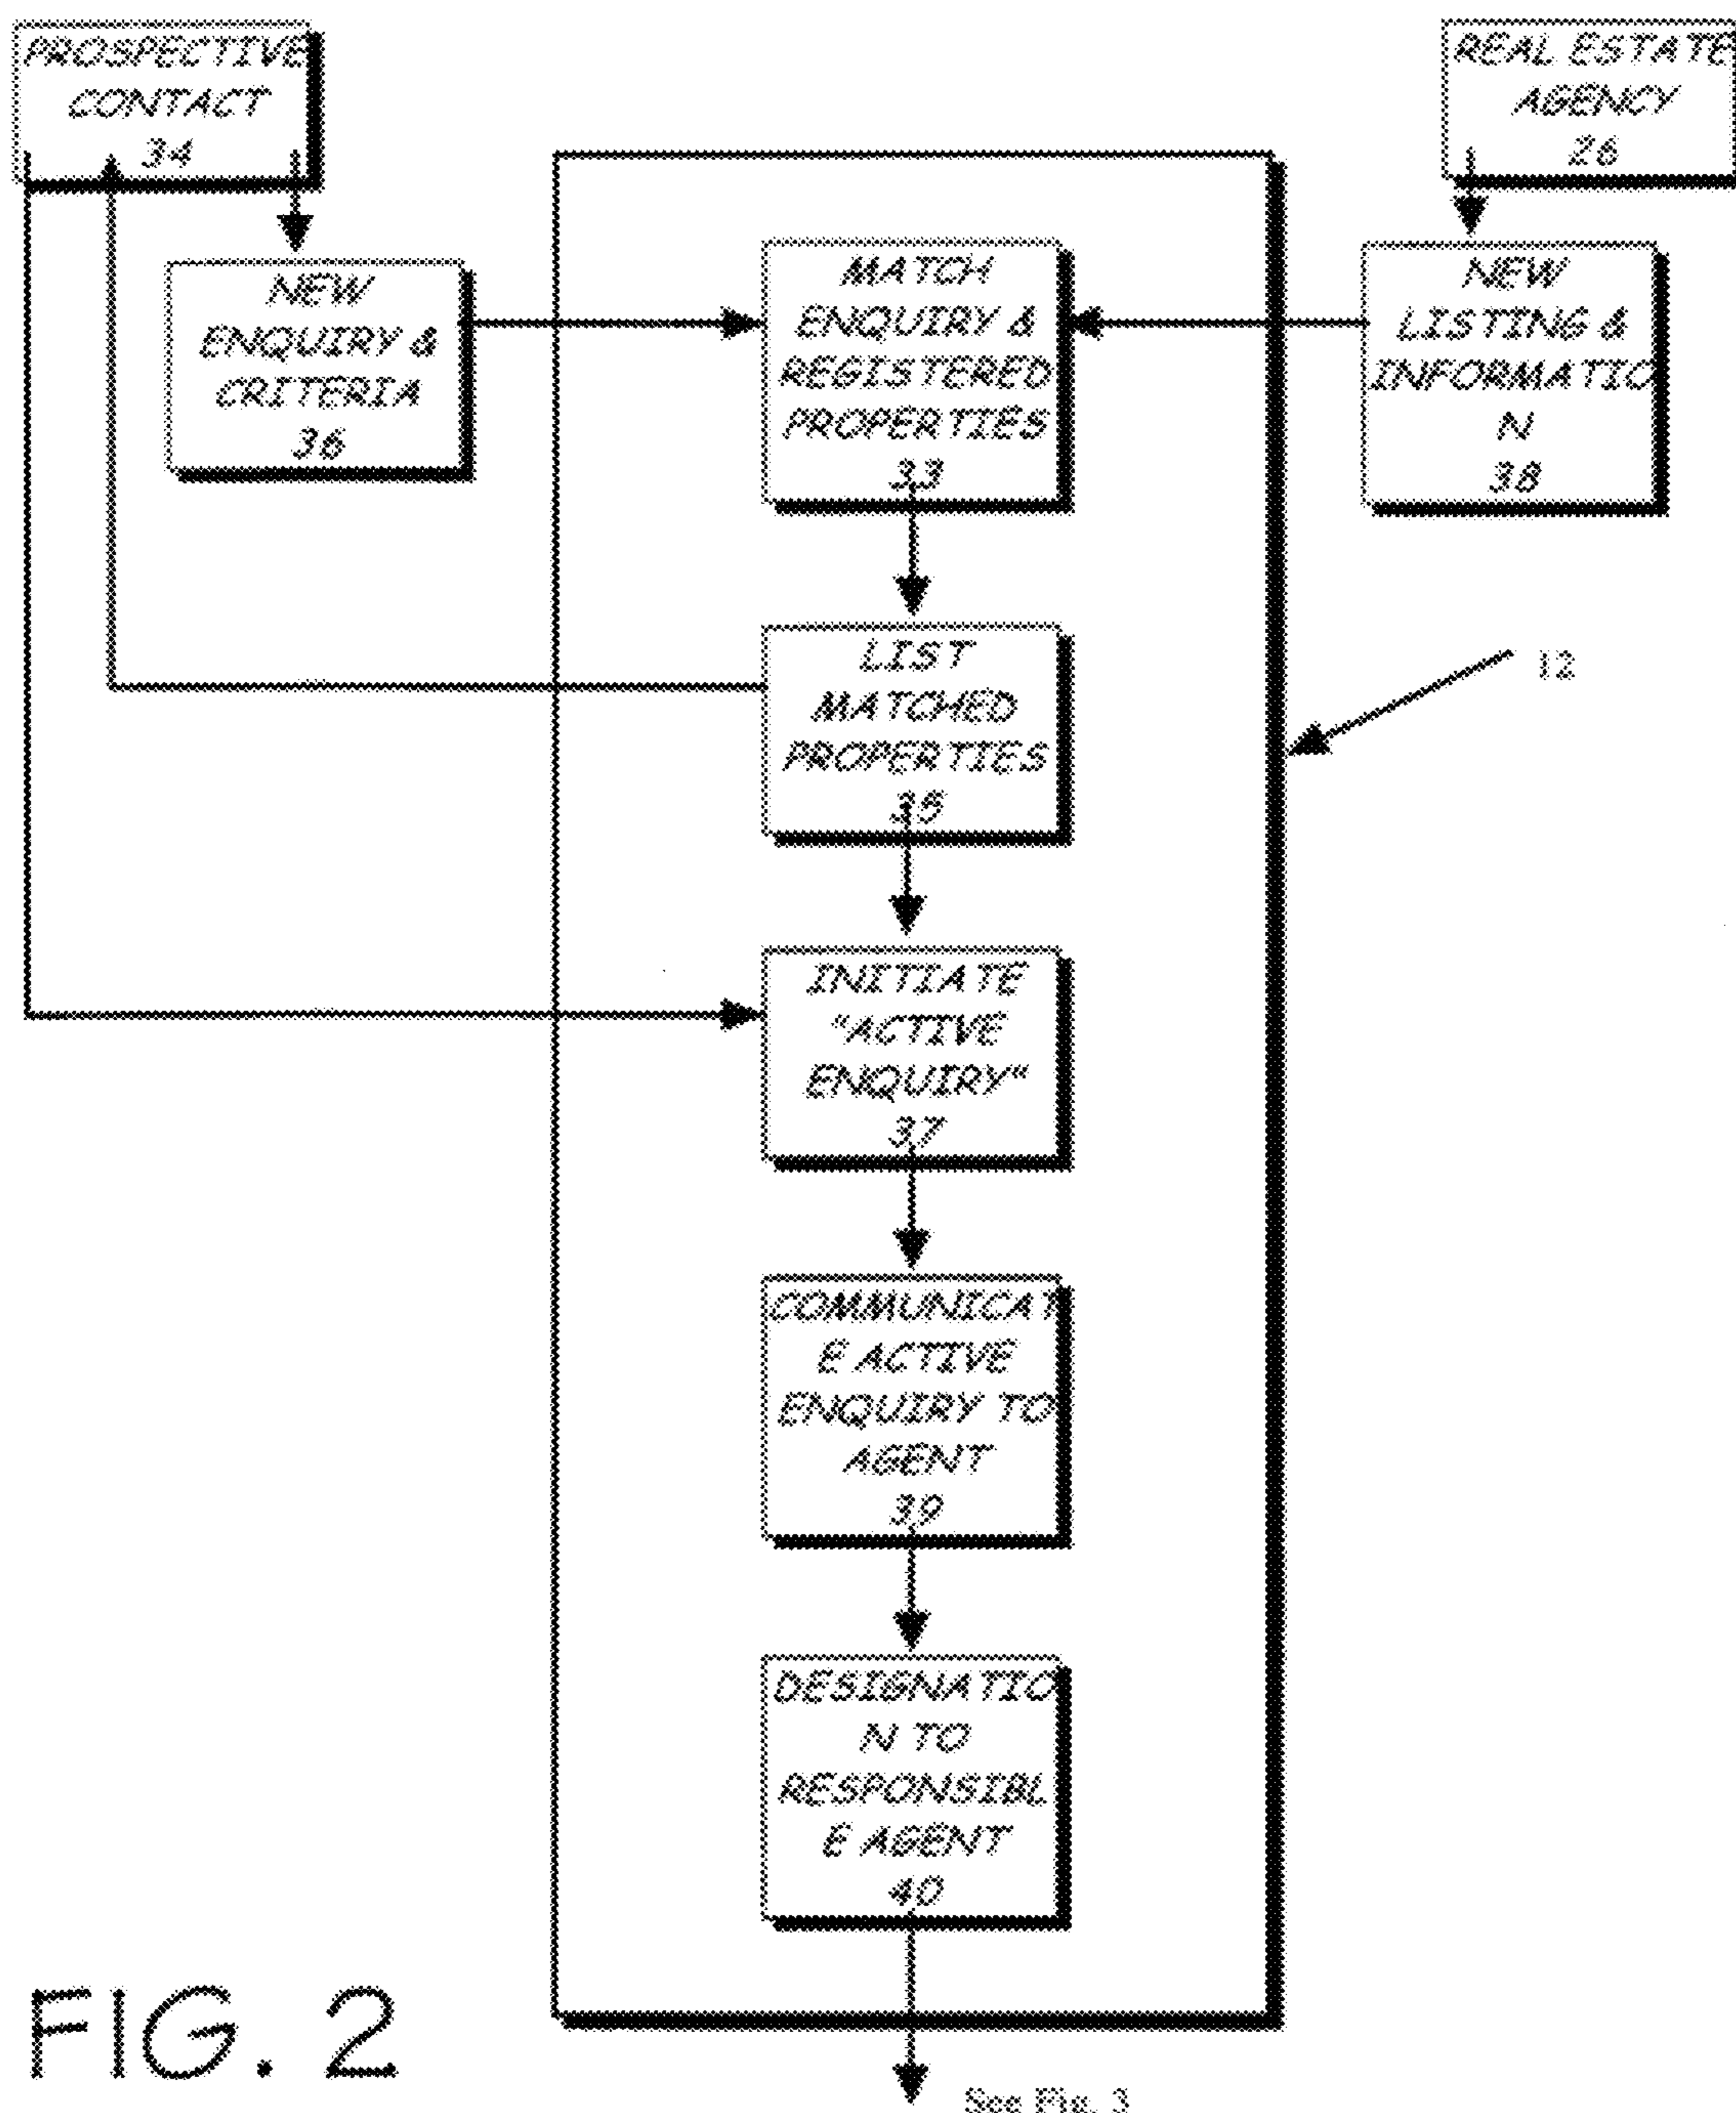 PROSPECTIVE
CONTACT
34
REAL ESTATE
AGENCY
26
NEW
ENQUIRY &
CRITERIA
36
MATCH
ENQUIRY &
REGISTERED
PROPERTIES
33
NEW
LISTING &
INFORMATIO
N
38
LIST
MATCHED
PROPERTIES
35
12
INITIATE
"ACTIVE
ENQUIRY"
37
COMMUNICAT
E ACTIVE
ENQUIRY TO
AGENT
39
DESIGNATIO
N TO
RESPONSIBL
E AGENT
40
FIG. 2
See Fig. 3